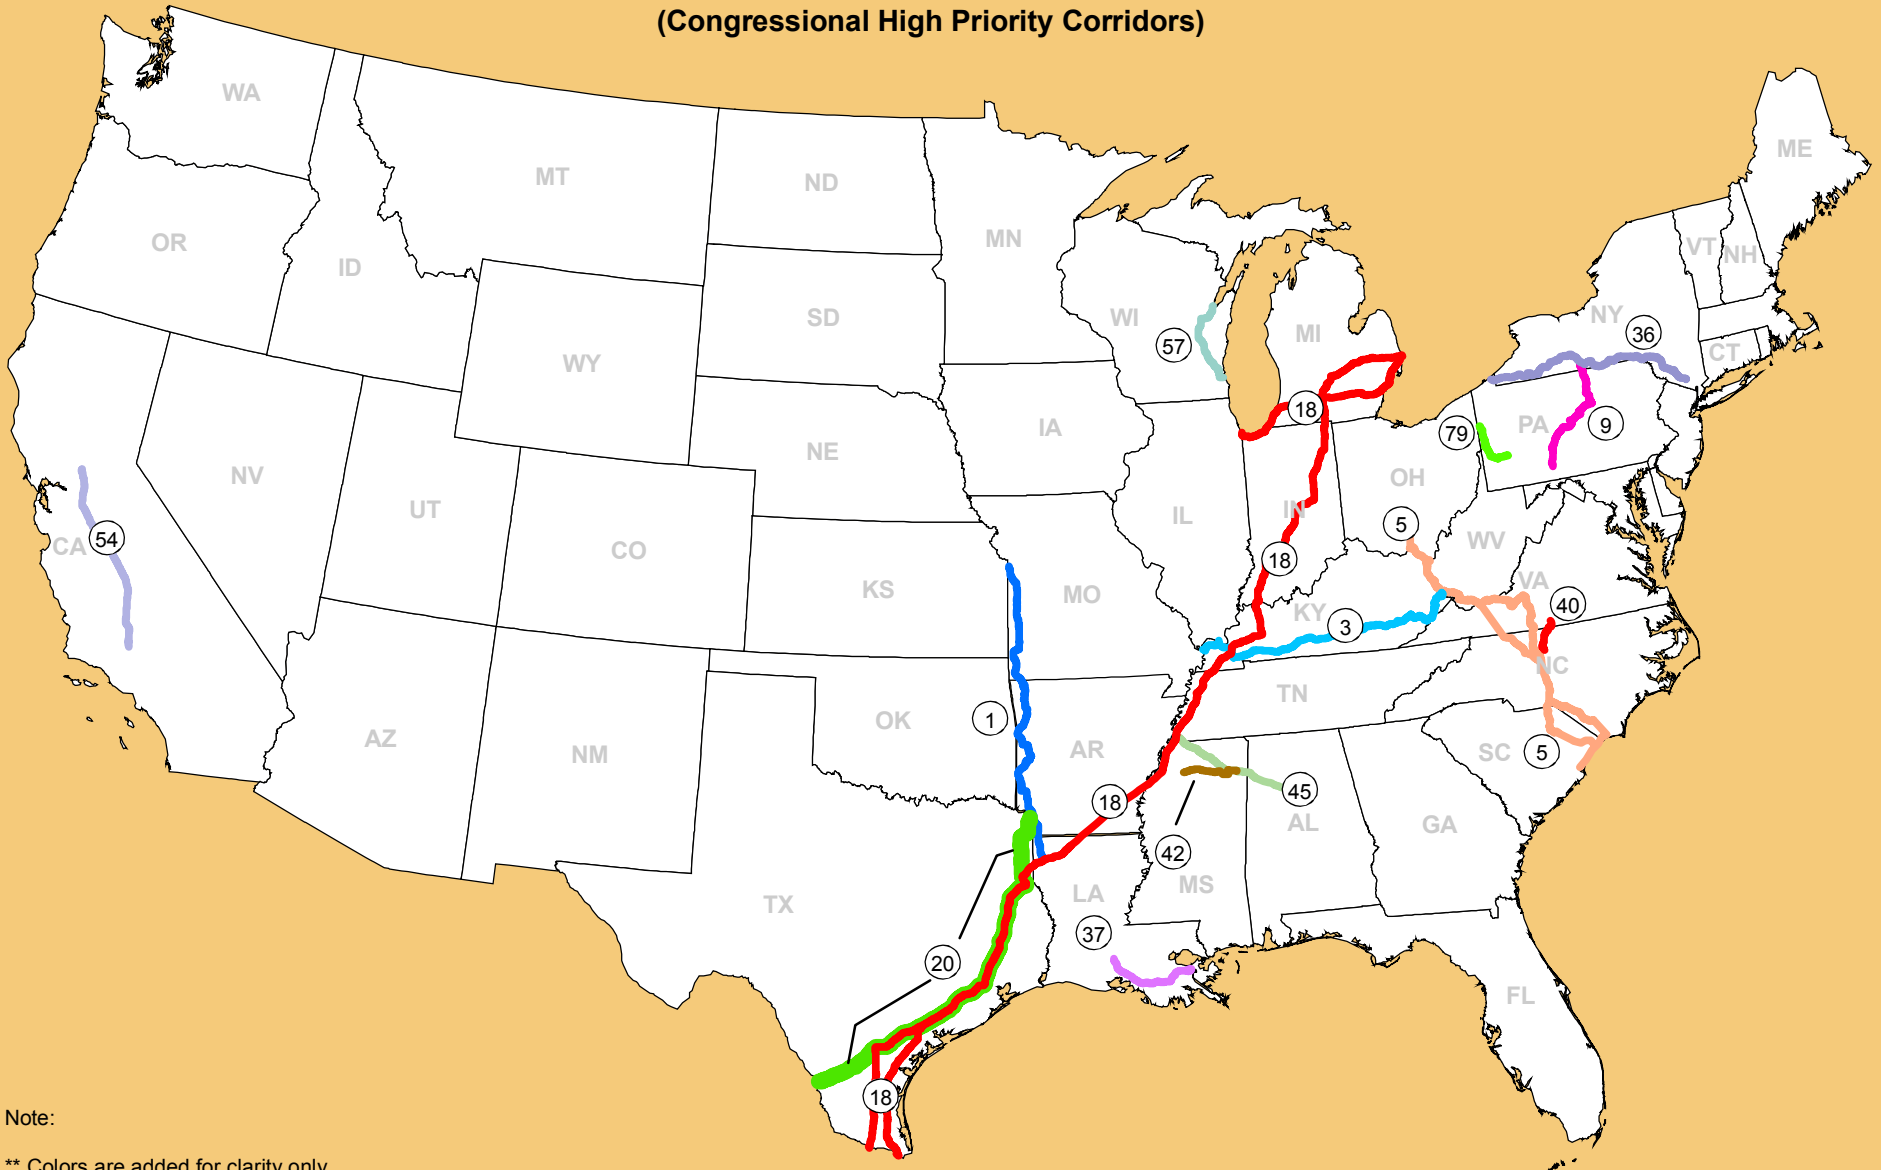 (Congressional High Priority Corridors)
WA
MT
ND
MN
ME
OR
ID
SD
WI
MI
VT
NH
NY
36
CT
WY
57
IA
NE
18
79
PA
9
NV
UT
CO
IL
IN
OH
5
WV
CA
54
KS
MO
18
VA
KY
3
40
NC
AZ
NM
OK
1
AR
TN
SC
5
18
45
AL
GA
42
MS
TX
LA
37
20
FL
18
Note:
** Colors are added for clarity only